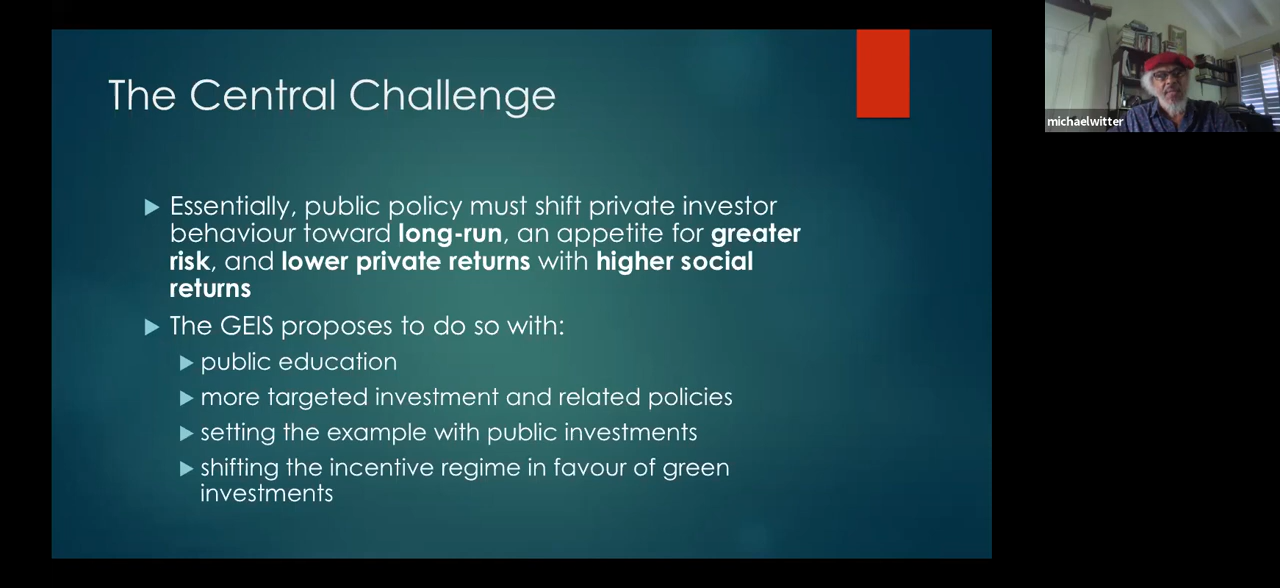 The Central Challenge
Essentially, public policy must shift private investor
behaviour toward long-run, an appetite for greater
risk, and lower private returns with higher social
returns
The GEIS proposes to do so with:
public education
more targeted investment and related policies
setting the example with public investments
shifting the incentive regime in favour of green
investments
michaelwitter